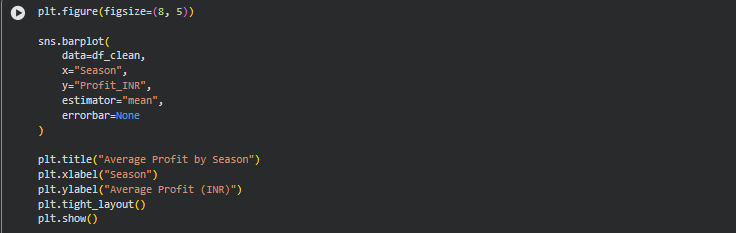 plt.figure(figsize=(8, 5))
sns.barplot(
    data=df_clean,
    x="Season",
    y="Profit_INR",
    estimator="mean",
    errorbar=None
)
plt.title("Average Profit by Season")
plt.xlabel("Season")
plt.ylabel("Average Profit (INR)")
plt.tight_layout()
plt.show()